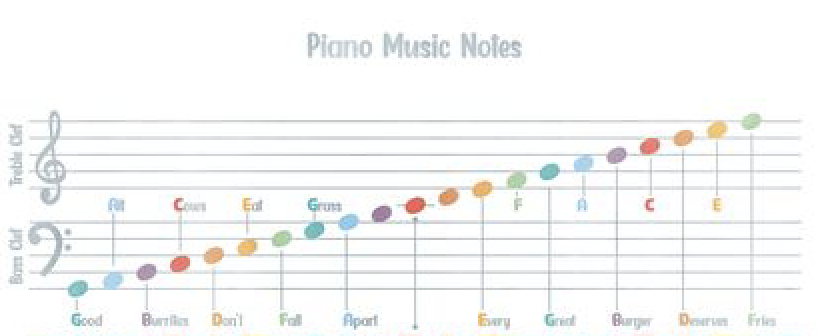 Piano Music Notes
Treble Clef
All Cows Eat Grass F A C E
Bass Clef
Good Burritos Don't Fall Apart Every Great Burger Deserves Fries